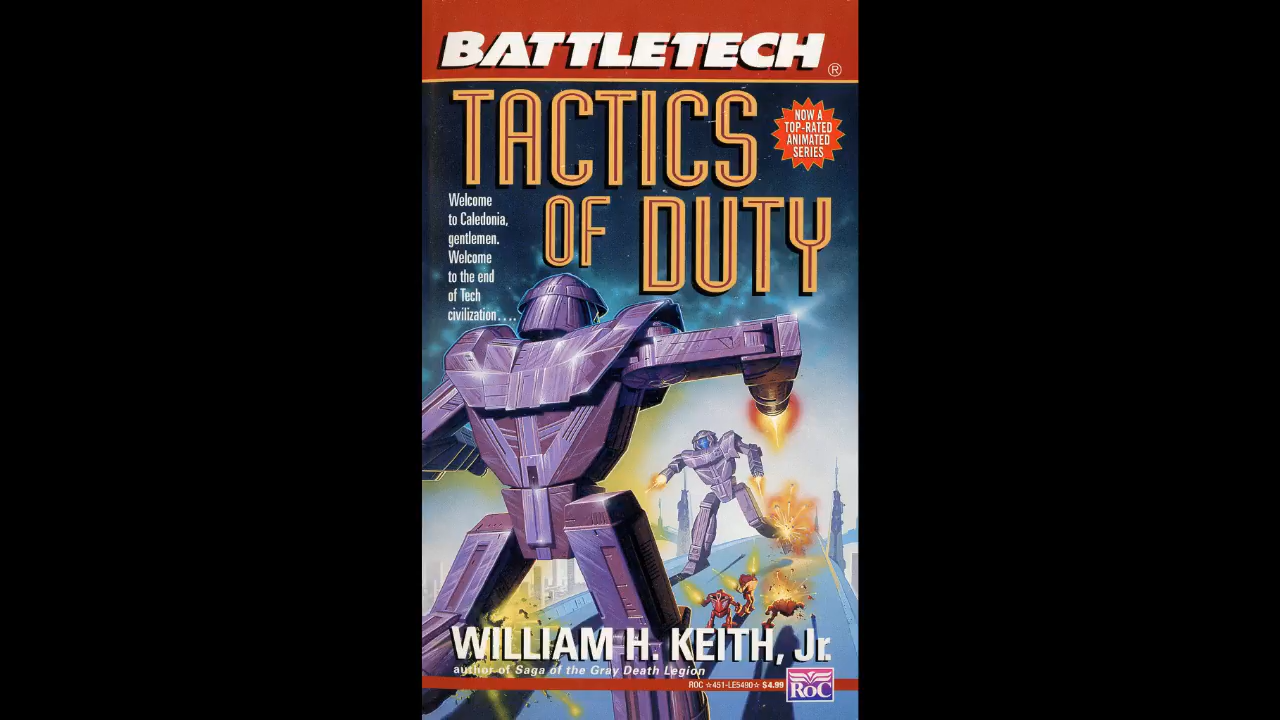 BATTLETECH®
TACTICS
OF DUTY
NOW A
TOP-RATED
ANIMATED
SERIES
Welcome
to Caledonia,
gentlemen.
Welcome
to the end
of Tech
civilization....
WILLIAM H. KEITH, Jr.
author of Saga of the Gray Death Legion
ROC ☆451-LE5490☆ $4.99
ROC